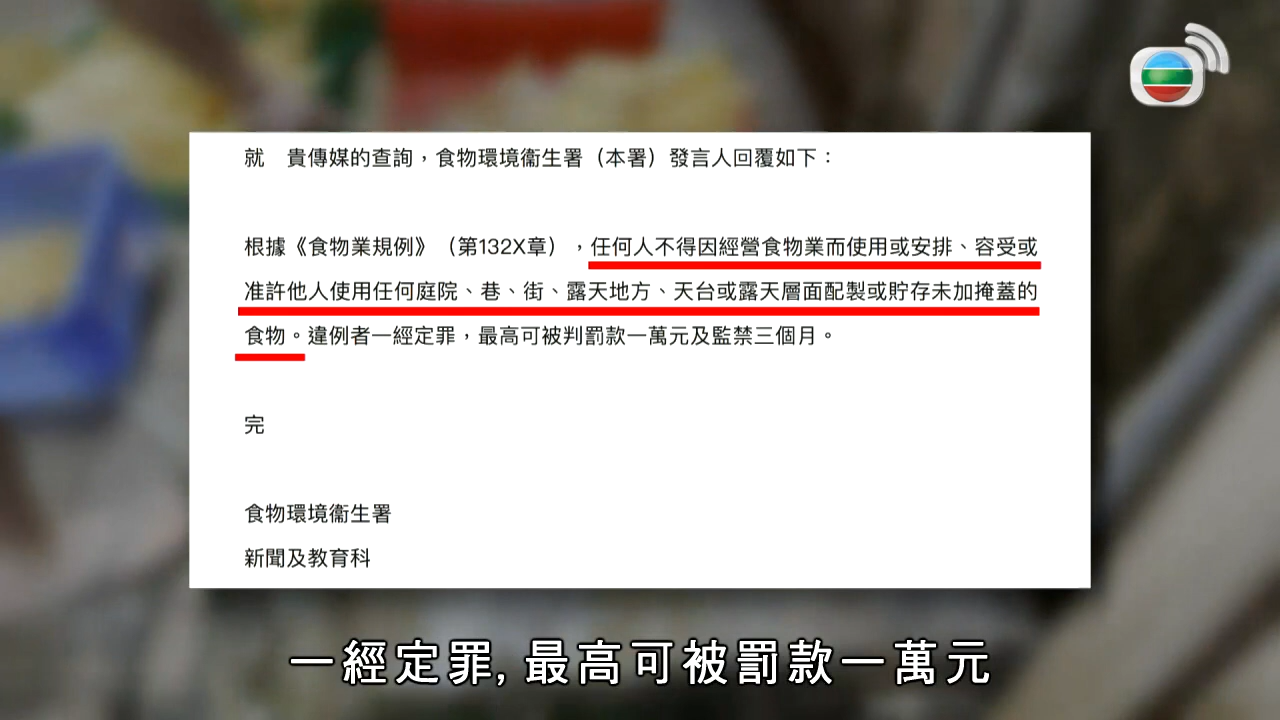 就　貴傳媒的查詢，食物環境衞生署（本署）發言人回覆如下：
根據《食物業規例》（第132X章），任何人不得因經營食物業而使用或安排、容受或
准許他人使用任何庭院、巷、街、露天地方、天台或露天層面配製或貯存未加掩蓋的
食物。違例者一經定罪，最高可被判罰款一萬元及監禁三個月。
完
食物環境衞生署
新聞及教育科
一經定罪, 最高可被罰款一萬元